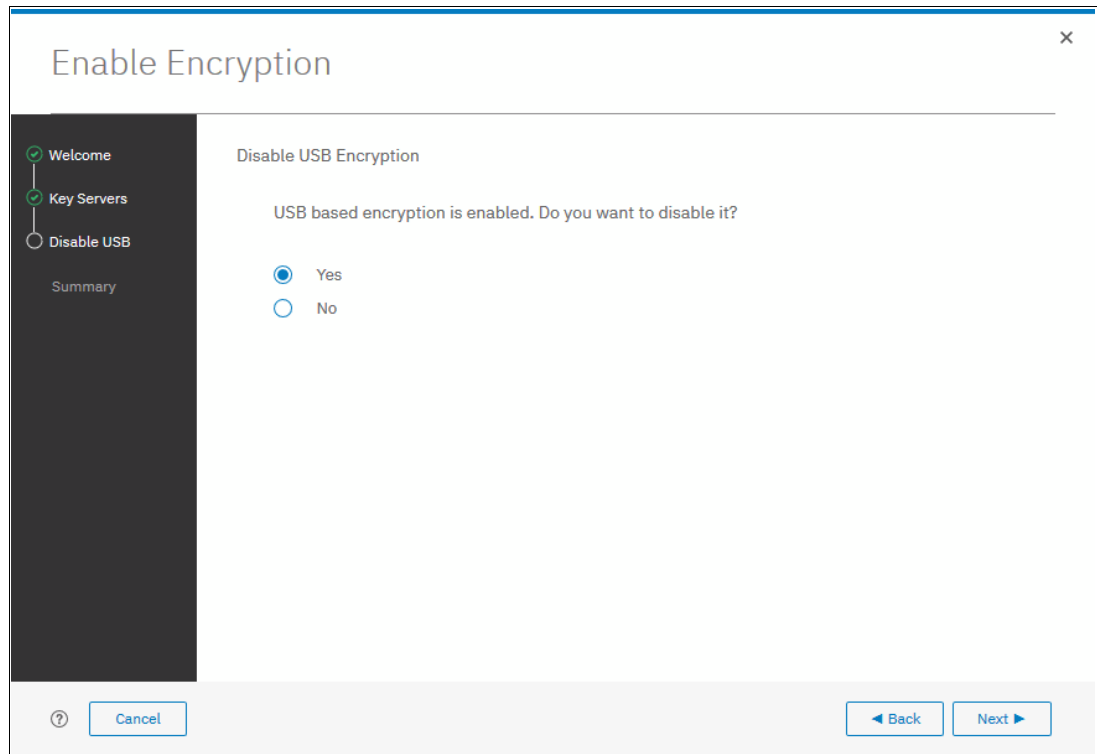 Enable Encryption
Welcome
Key Servers
Disable USB
Summary
Disable USB Encryption
USB based encryption is enabled. Do you want to disable it?
Yes
No
Cancel
Back
Next